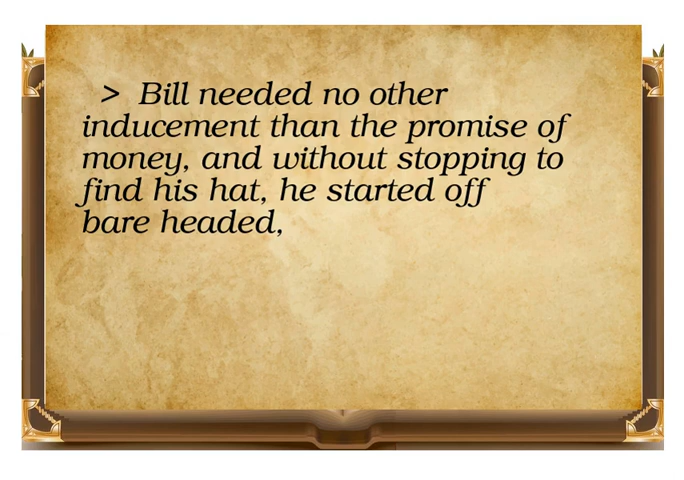 > Bill needed no other
inducement than the promise of
money, and without stopping to
find his hat, he started off
bare headed,